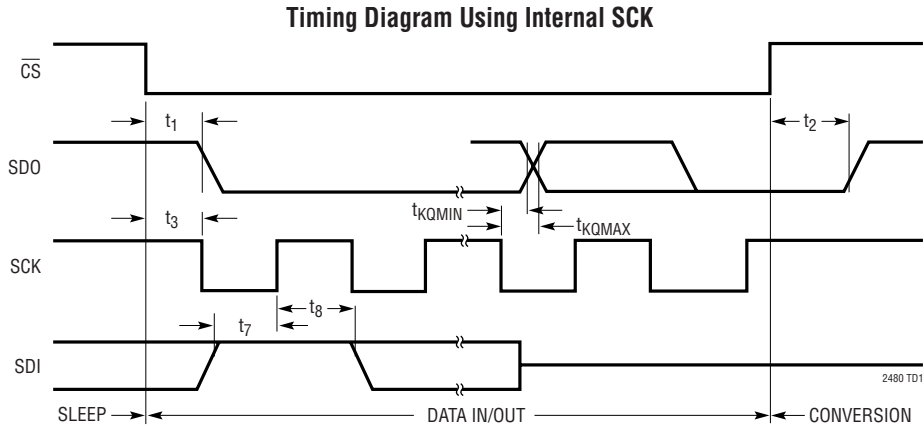 Timing Diagram Using Internal SCK
CS
t1
t2
SDO
tKQMIN
t3
tKQMAX
SCK
t8
t7
SDI
2480 TD1
SLEEP
DATA IN/OUT
CONVERSION